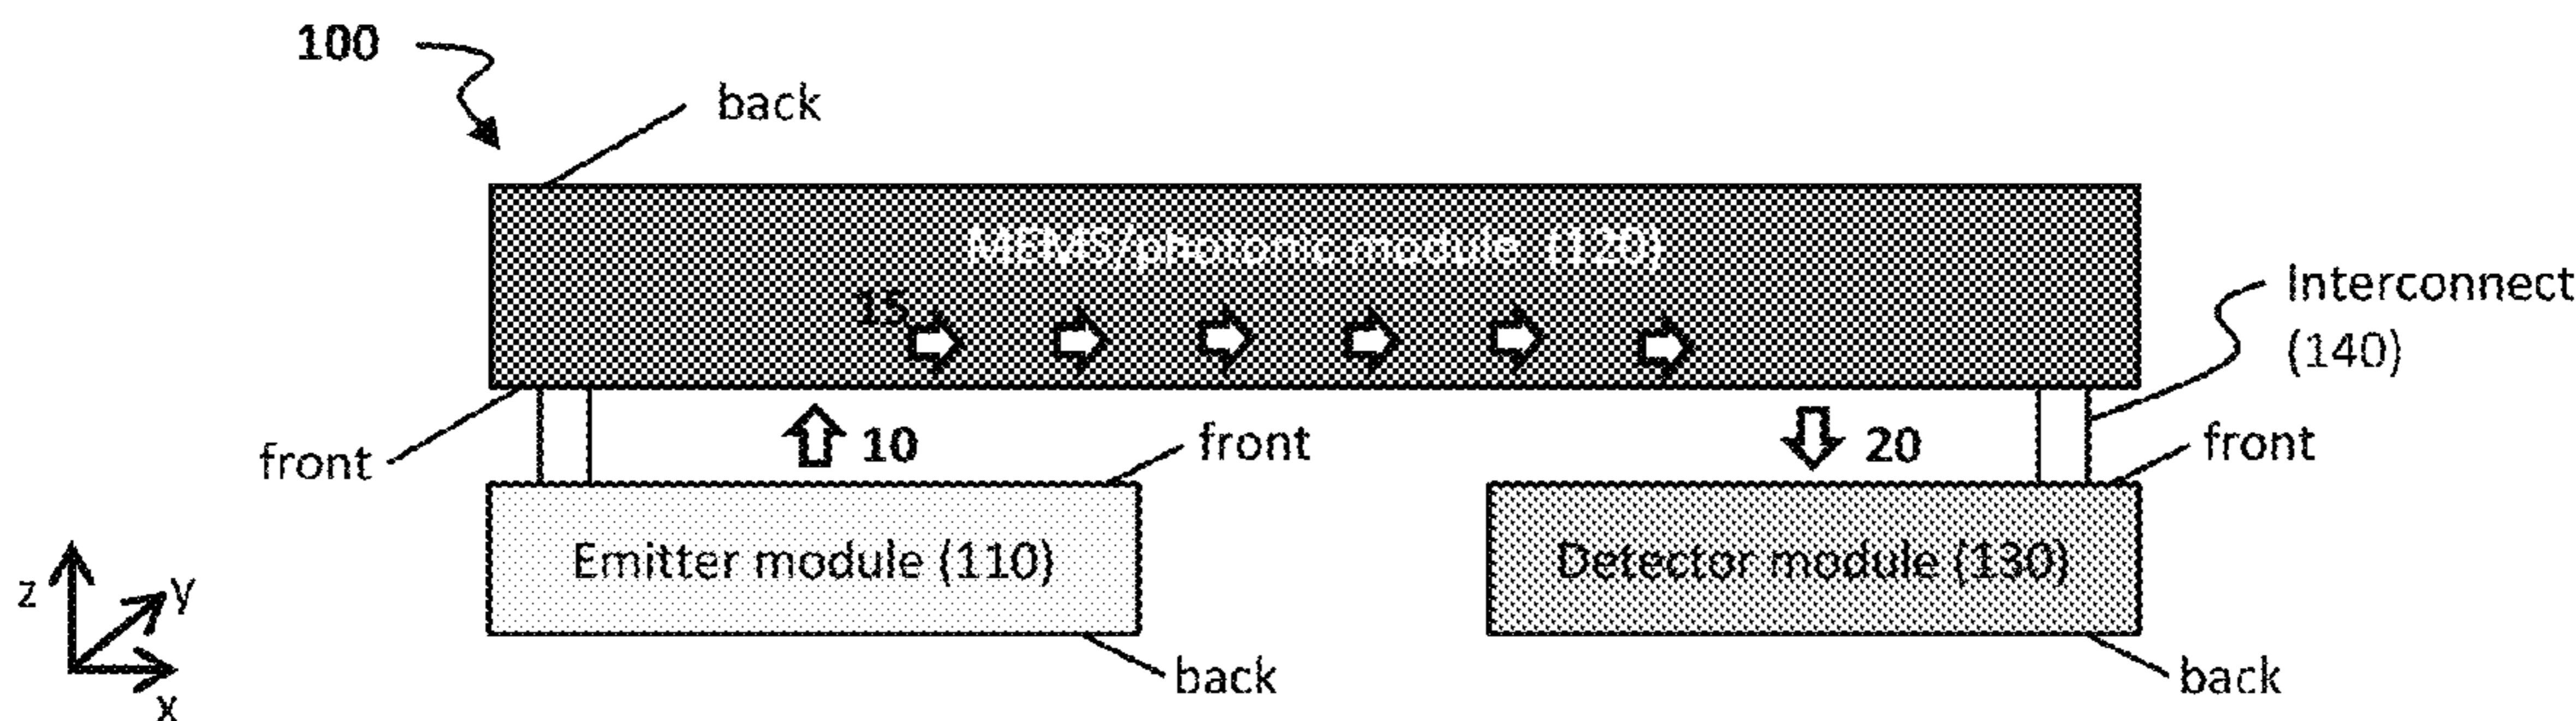 100
back
MEMS/photonic module (120)
15
Interconnect
(140)
front
10
front
20
front
Emitter module (110)
Detector module (130)
z
y
x
back
back